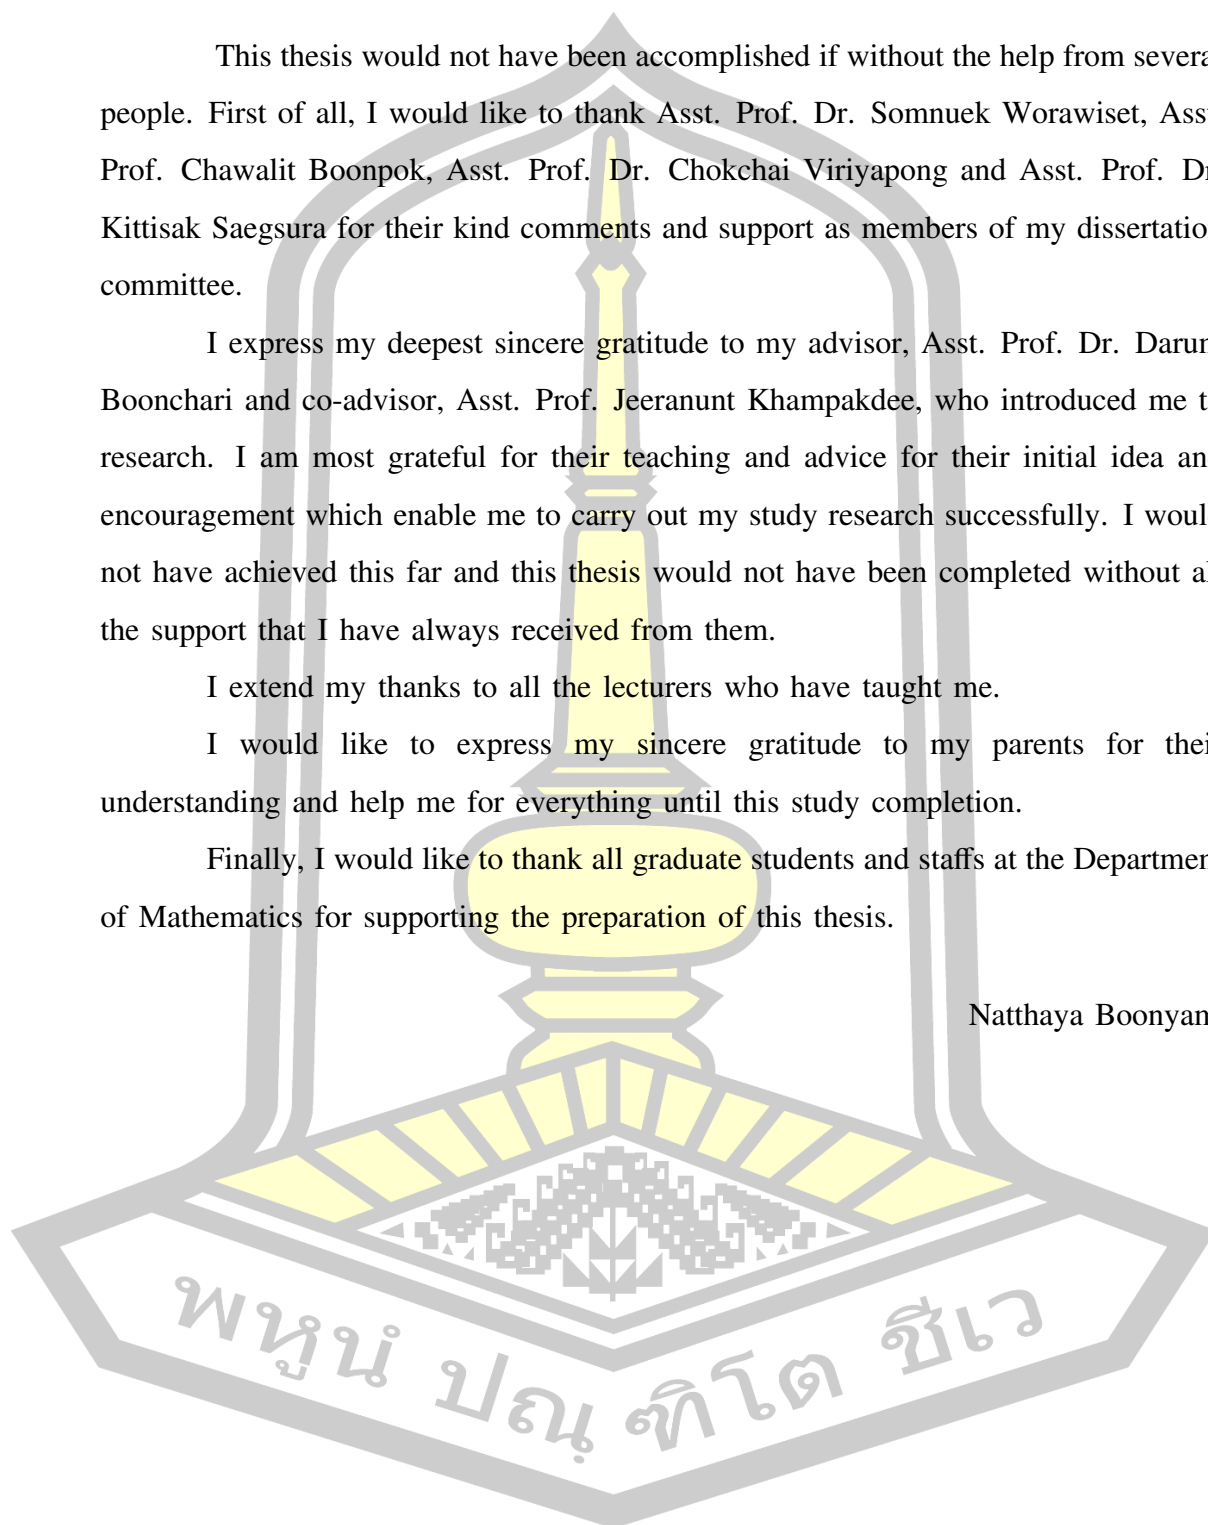 This thesis would not have been accomplished if without the help from severa
people. First of all, I would like to thank Asst. Prof. Dr. Somnuek Worawiset, Asst
Prof. Chawalit Boonpok, Asst. Prof. Dr. Chokchai Viriyapong and Asst. Prof. Dr
Kittisak Saegsura for their kind comments and support as members of my dissertatio
committee.
I express my deepest sincere gratitude to my advisor, Asst. Prof. Dr. Darun
Boonchari and co-advisor, Asst. Prof. Jeeranunt Khampakdee, who introduced me t
research. I am most grateful for their teaching and advice for their initial idea an
encouragement which enable me to carry out my study research successfully. I woul
not have achieved this far and this thesis would not have been completed without al
the support that I have always received from them.
I extend my thanks to all the lecturers who have taught me.
I would like to express my sincere gratitude to my parents for thei
understanding and help me for everything until this study completion.
Finally, I would like to thank all graduate students and staffs at the Departmen
of Mathematics for supporting the preparation of this thesis.
Natthaya Boonyan
พหูนํ ปณฺฑิโต ชีเว